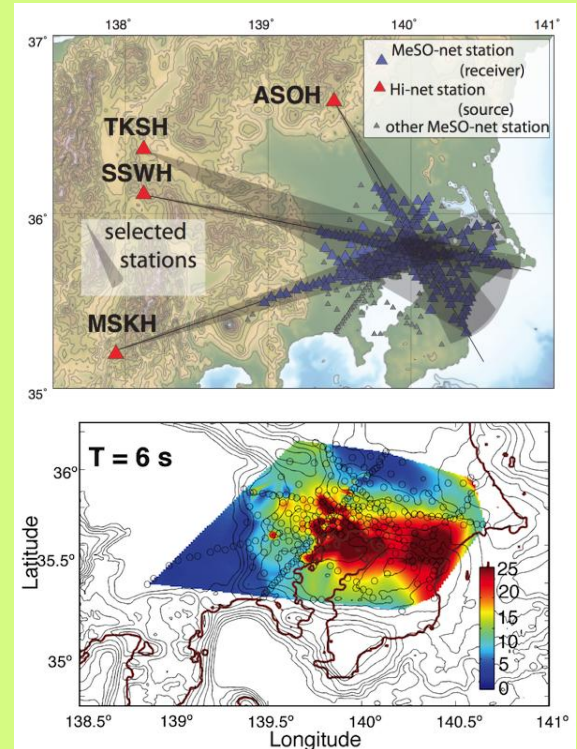 138° 139° 140° 141°
37°
MeSO-net station
(receiver)
Hi-net station
(source)
other MeSO-net station
ASOH
TKSH
SSWH
36°
selected
stations
MSKH
35°
T = 6 s
36°
35.5°
35°
Latitude
25
20
15
10
5
0
138.5° 139° 139.5° 140° 140.5° 141°
Longitude